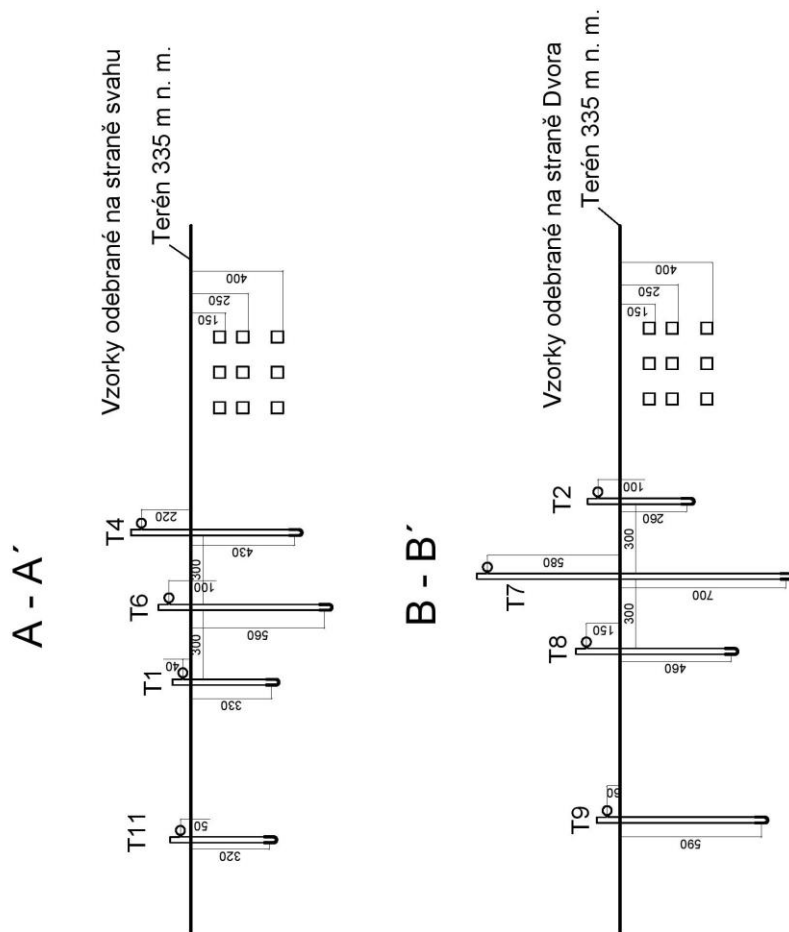 A - A´
Vzorky odebrané na straně svahu
T11
T1
T6
T4
Terén 335 m n. m.
50
40
100
220
300
300
150
250
400
320
330
560
430
B - B´
Vzorky odebrané na straně Dvora
T9
T8
T7
T2
Terén 335 m n. m.
150
580
100
300
300
150
250
400
590
460
700
260